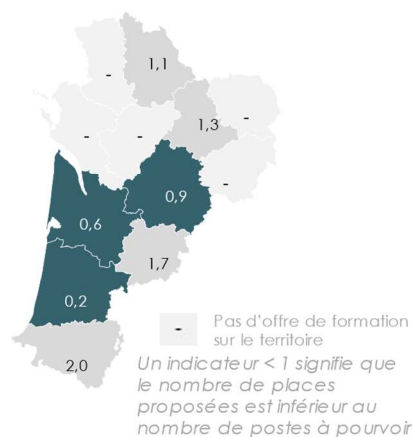 1,1
-
-
1,3
-
-
-
0,9
0,6
1,7
0,2
2,0
- Pas d'offre de formation
sur le territoire
Un indicateur < 1 signifie que
le nombre de places
proposées est inférieur au
nombre de postes à pourvoir